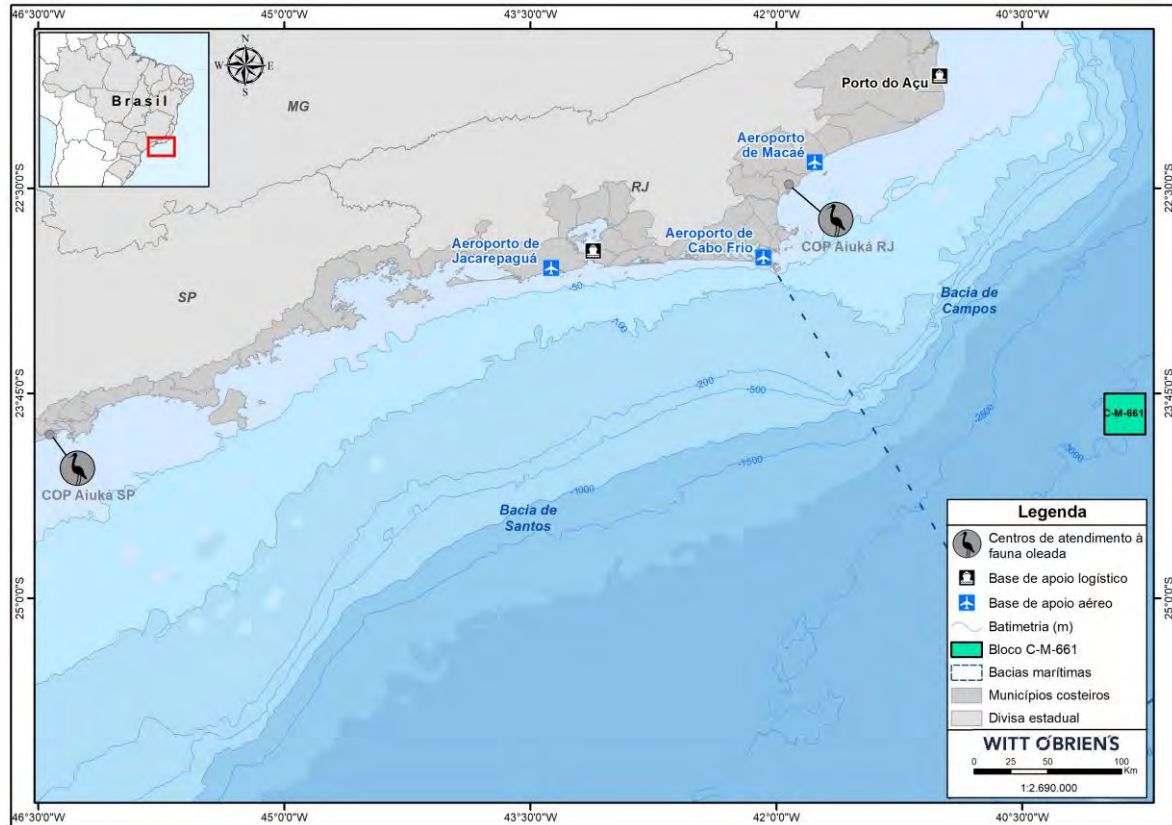 46°30'0"W
45°0'0"W
43°30'0"W
42°0'0"W
40°30'0"W
Brasil
N
W
E
S
MG
Porto do Açu
Aeroporto
de Macaé
22°30'0"S
22°30'0"S
RJ
COP Aiuká RJ
Aeroporto de
Cabo Frio
Aeroporto de
Jacarepaguá
SP
-50
-100
Bacia de
Campos
-200
-500
23°45'0"S
23°45'0"S
-2500
C-M-661
-3000
-1500
-1000
COP Aiuká SP
Bacia de
Santos
Legenda
Centros de atendimento à
fauna oleada
Base de apoio logístico
Base de apoio aéreo
Batimetria (m)
Bloco C-M-661
Bacias marítimas
Municípios costeiros
Divisa estadual
WITT O'BRIEN'S
0 25 50 100
Km
1:2.690.000
25°0'0"S
25°0'0"S
46°30'0"W
45°0'0"W
43°30'0"W
42°0'0"W
40°30'0"W